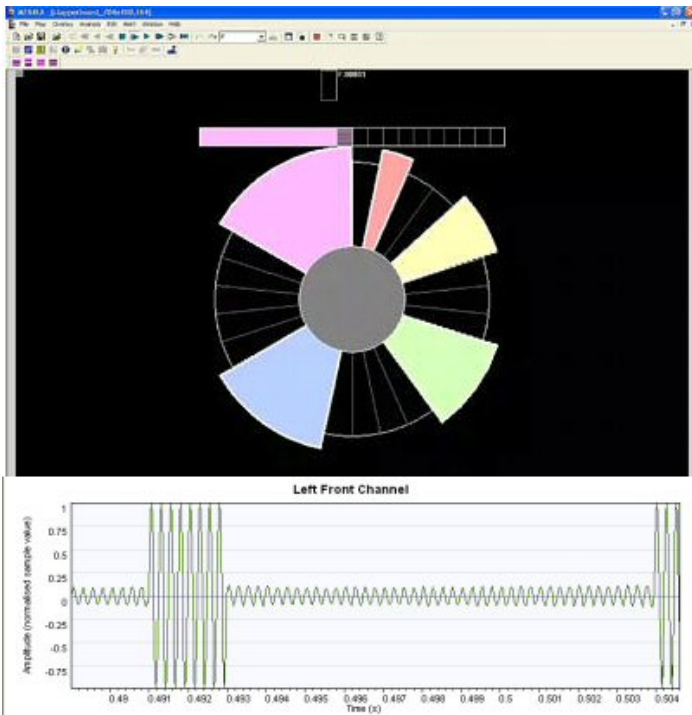 File Play Overlay Analysis Edit Alert Window Help
Left Front Channel
Amplitude (normalised sample value)
1
0.75
0.5
0.25
0
-0.25
-0.5
-0.75
0.49 0.491 0.492 0.493 0.494 0.495 0.496 0.497 0.498 0.499 0.5 0.501 0.502 0.503 0.504
Time (s)